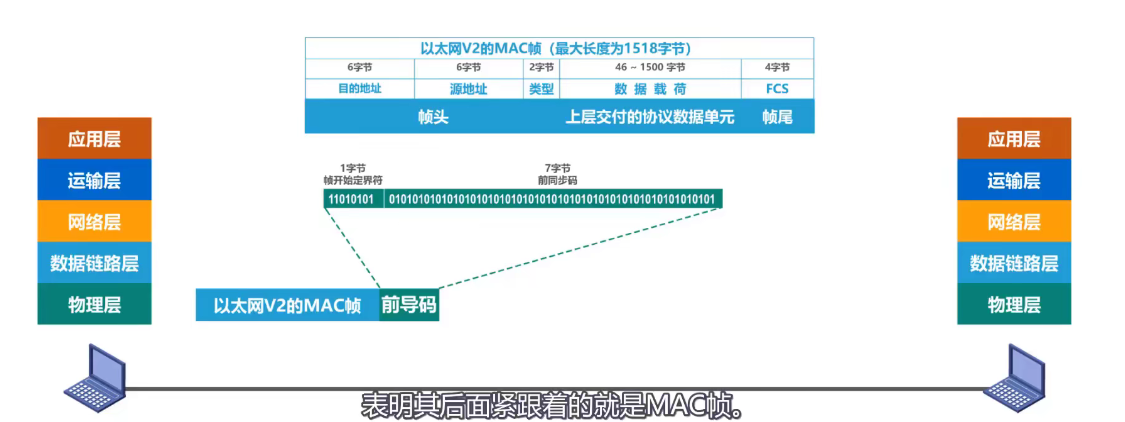 以太网V2的MAC帧（最大长度为1518字节）
6字节 6字节 2字节 46 ~ 1500 字节 4字节
目的地址 源地址 类型 数 据 载 荷 FCS
帧头 上层交付的协议数据单元 帧尾
应用层
运输层
网络层
数据链路层
物理层
1字节 7字节
帧开始定界符 前同步码
11010101 01010101010101010101010101010101010101010101010101010101
以太网V2的MAC帧 前导码
应用层
运输层
网络层
数据链路层
物理层
表明其后面紧跟着的就是MAC帧。